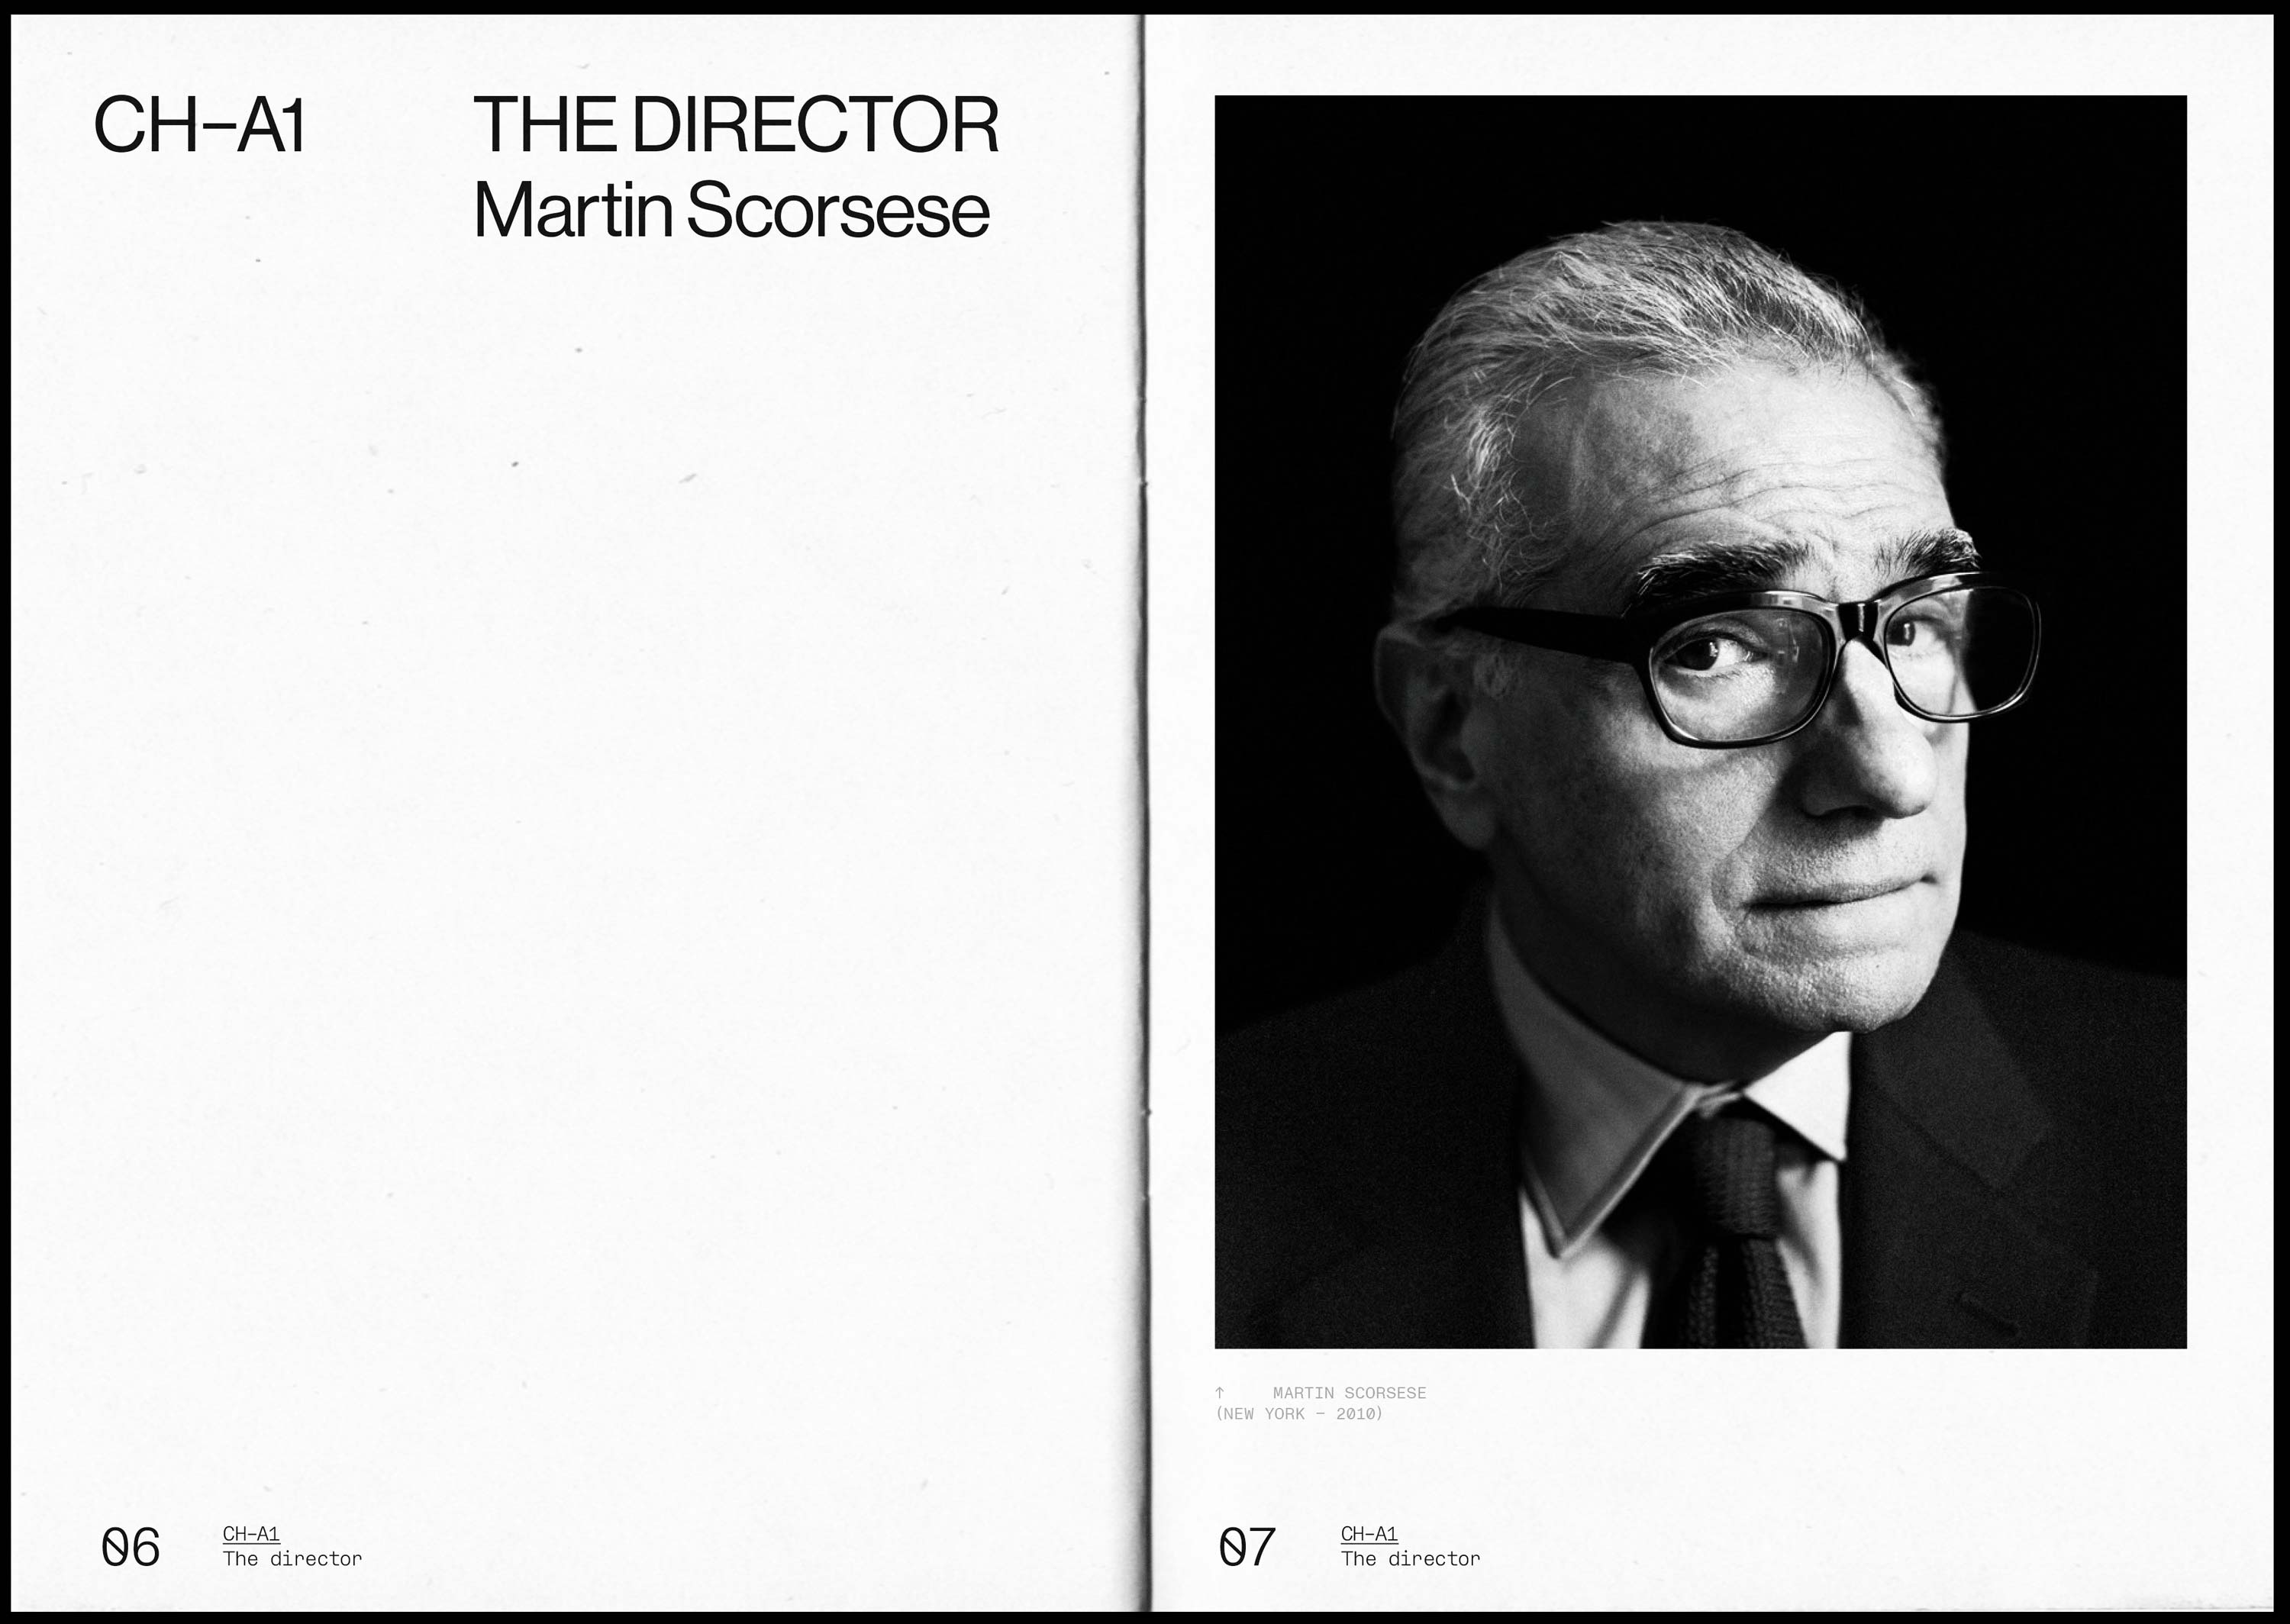 CH–A1
THE DIRECTOR
Martin Scorsese
↑ MARTIN SCORSESE
(NEW YORK – 2010)
06
CH–A1
The director
07
CH–A1
The director